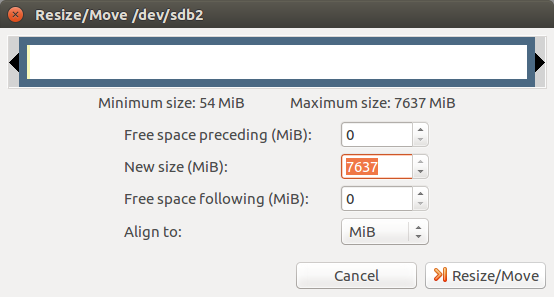 Resize/Move /dev/sdb2
Minimum size: 54 MiB Maximum size: 7637 MiB
Free space preceding (MiB): 0
New size (MiB): 7637
Free space following (MiB): 0
Align to: MiB
Cancel Resize/Move